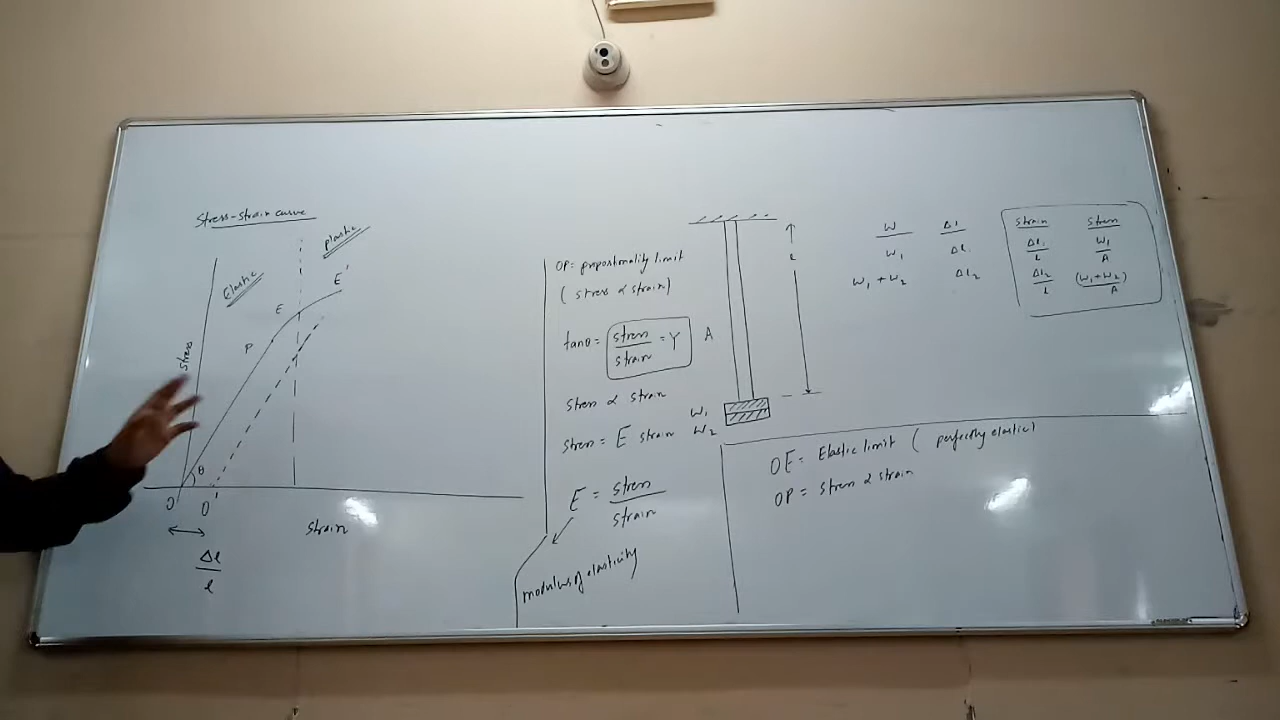 Stress-strain curve
Elastic
plastic
E'
E
P
stress
θ
O
O'
strain
Δl
l
OP = propotionality limit
( stress ∝ strain)
tanθ = stress/strain = Y
stress ∝ strain
stress = E strain
E = stress/strain
modulus of elasticity
l
A
W₁
W₂
W Δl
W₁ Δl₁
W₁ + W₂ Δl₂
strain stress
Δl₁/l W₁/A
Δl₂/l (W₁+W₂)/A
OE = Elastic limit ( perfectly elastic)
OP = stress ∝ strain